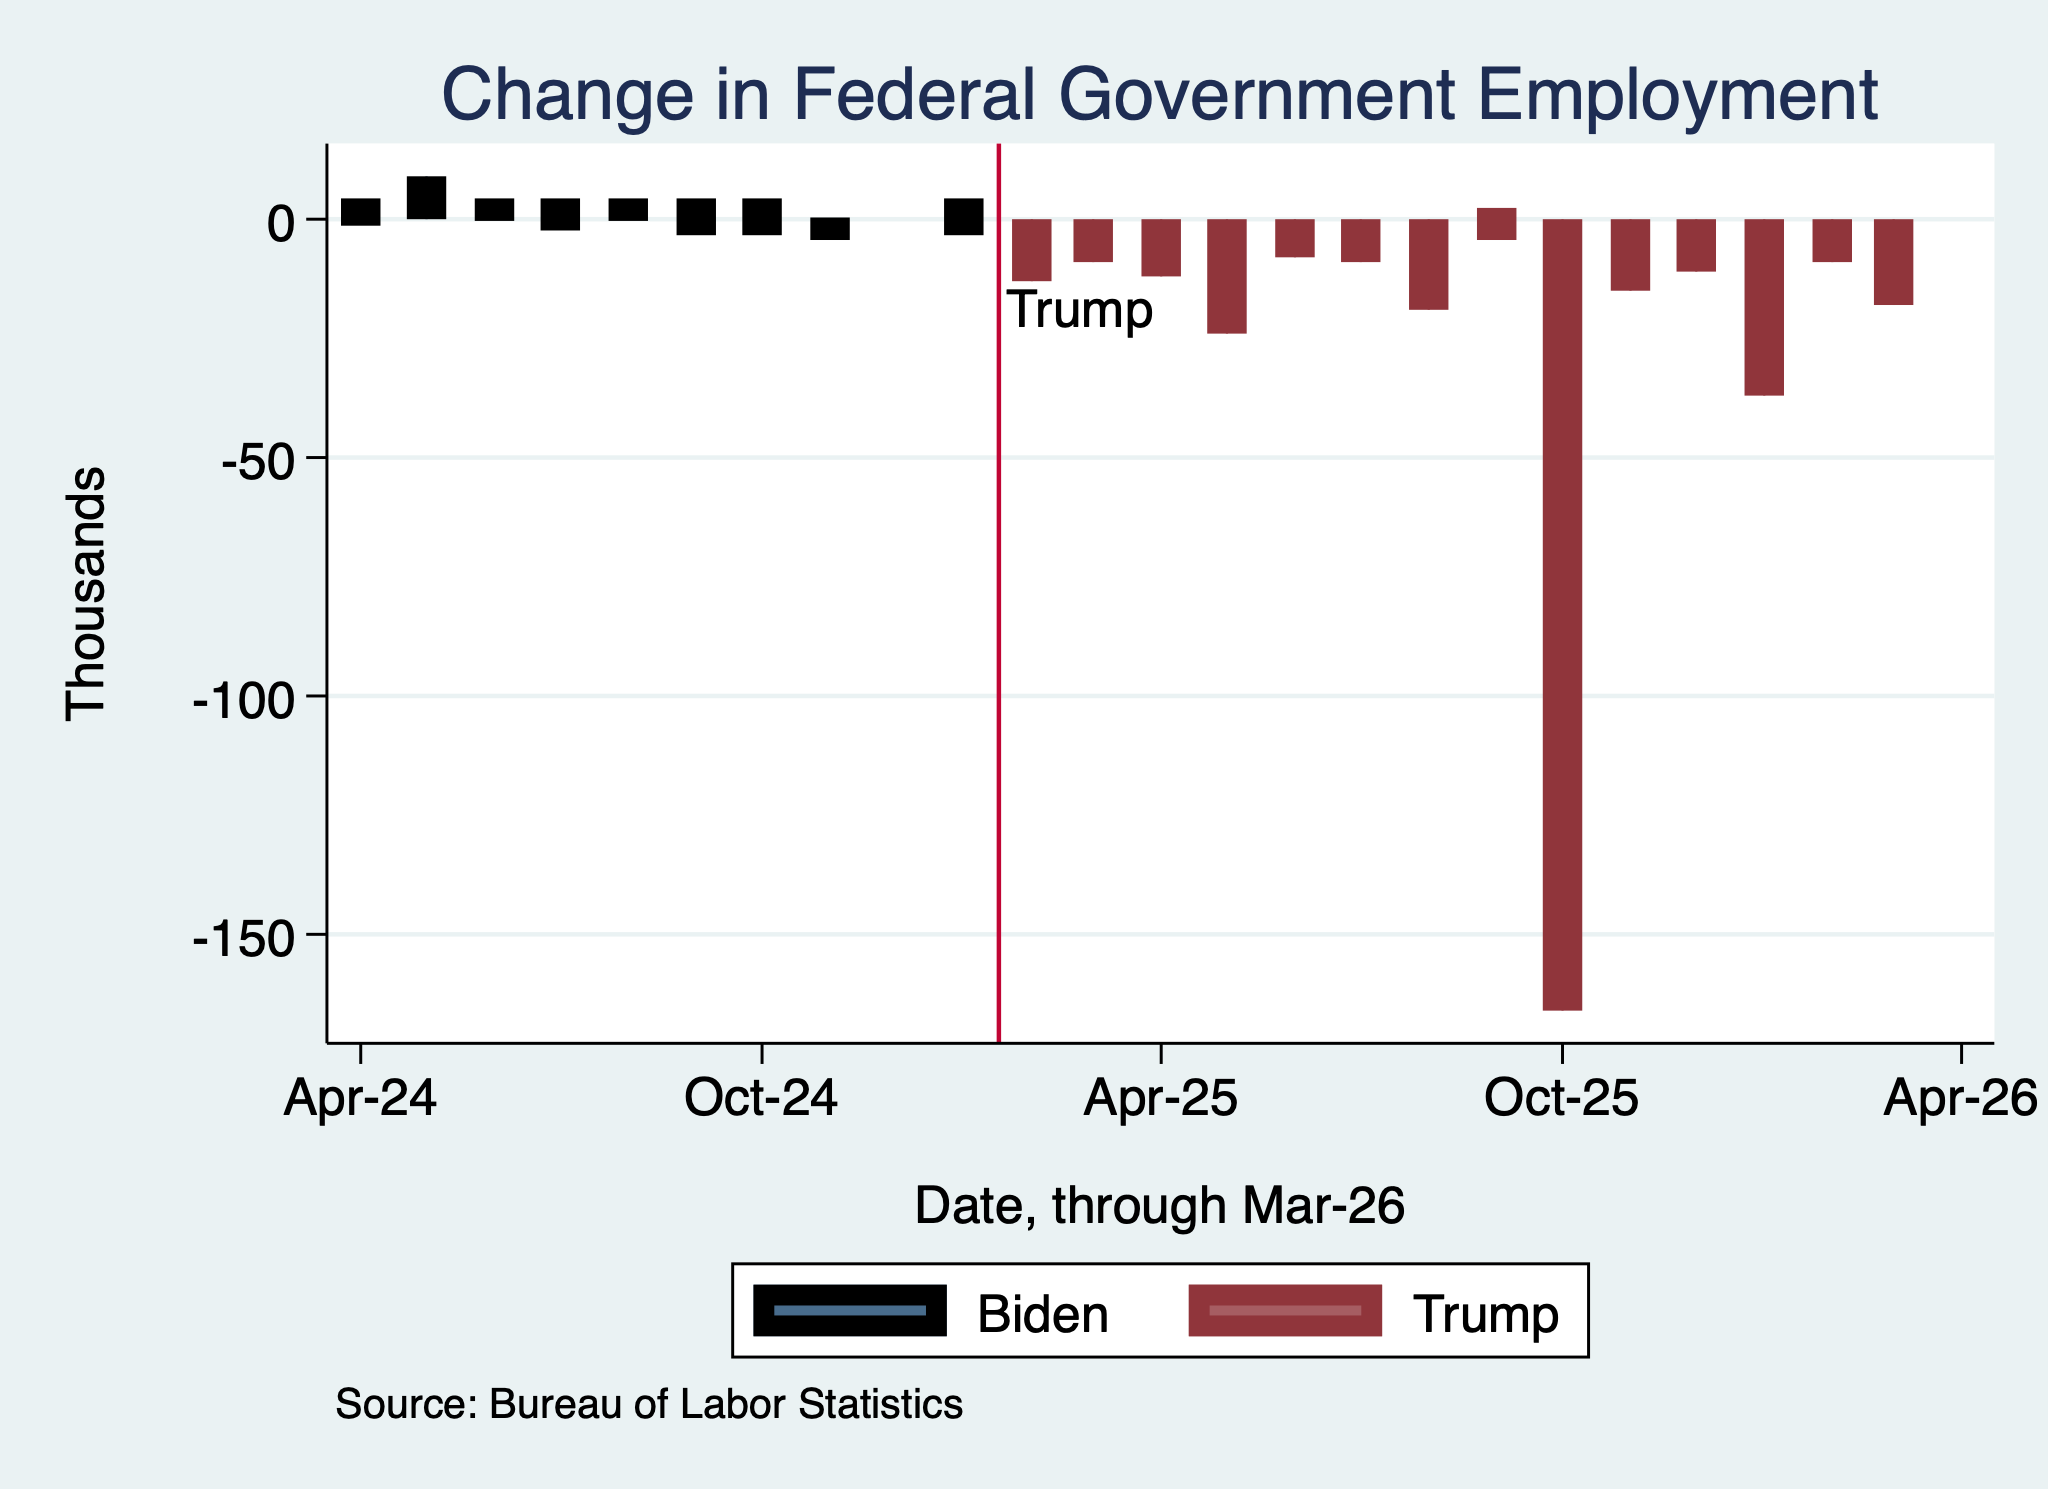 Change in Federal Government Employment
Thousands
0
-50
-100
-150
Trump
Apr-24 Oct-24 Apr-25 Oct-25 Apr-26
Date, through Mar-26
Biden Trump
Source: Bureau of Labor Statistics